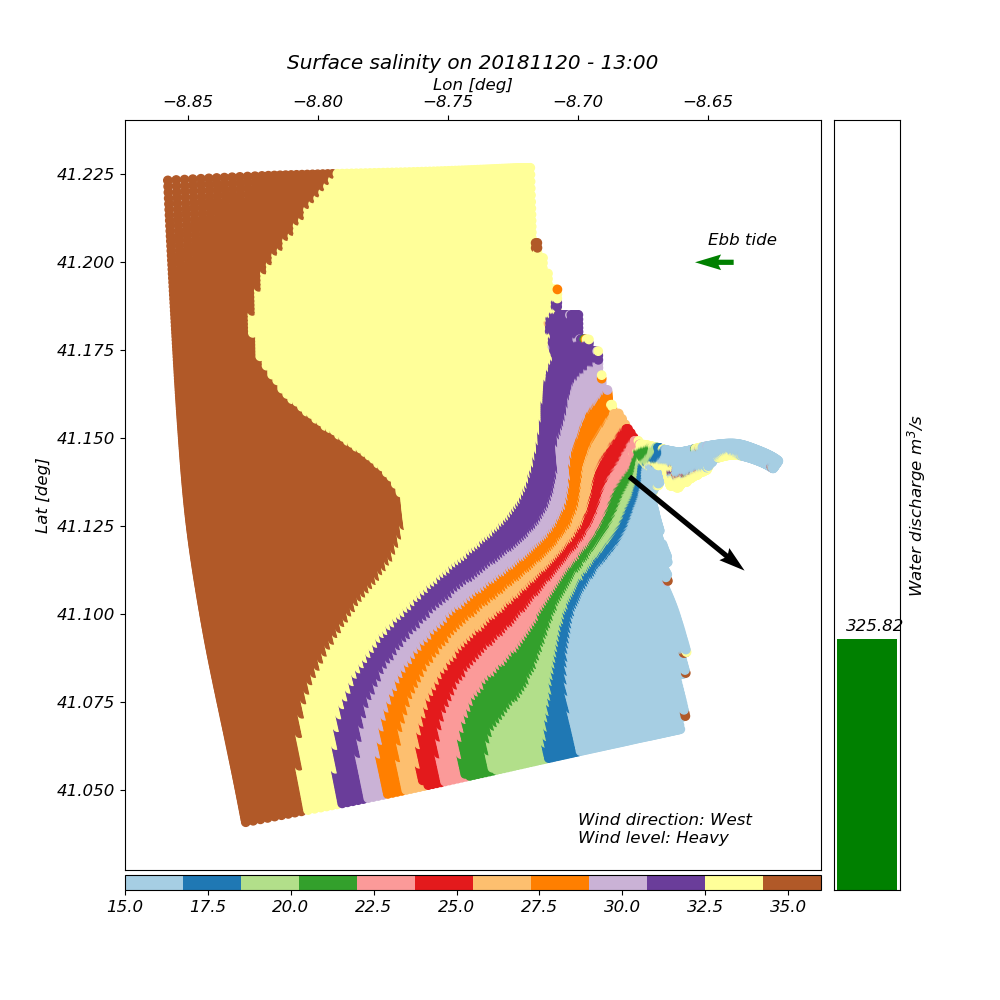 Surface salinity on 20181120 - 13:00
Lon [deg]
−8.85 −8.80 −8.75 −8.70 −8.65
41.225
41.200
41.175
41.150
41.125
41.100
41.075
41.050
Lat [deg]
Ebb tide
Water discharge m³/s
325.82
Wind direction: West
Wind level: Heavy
15.0 17.5 20.0 22.5 25.0 27.5 30.0 32.5 35.0